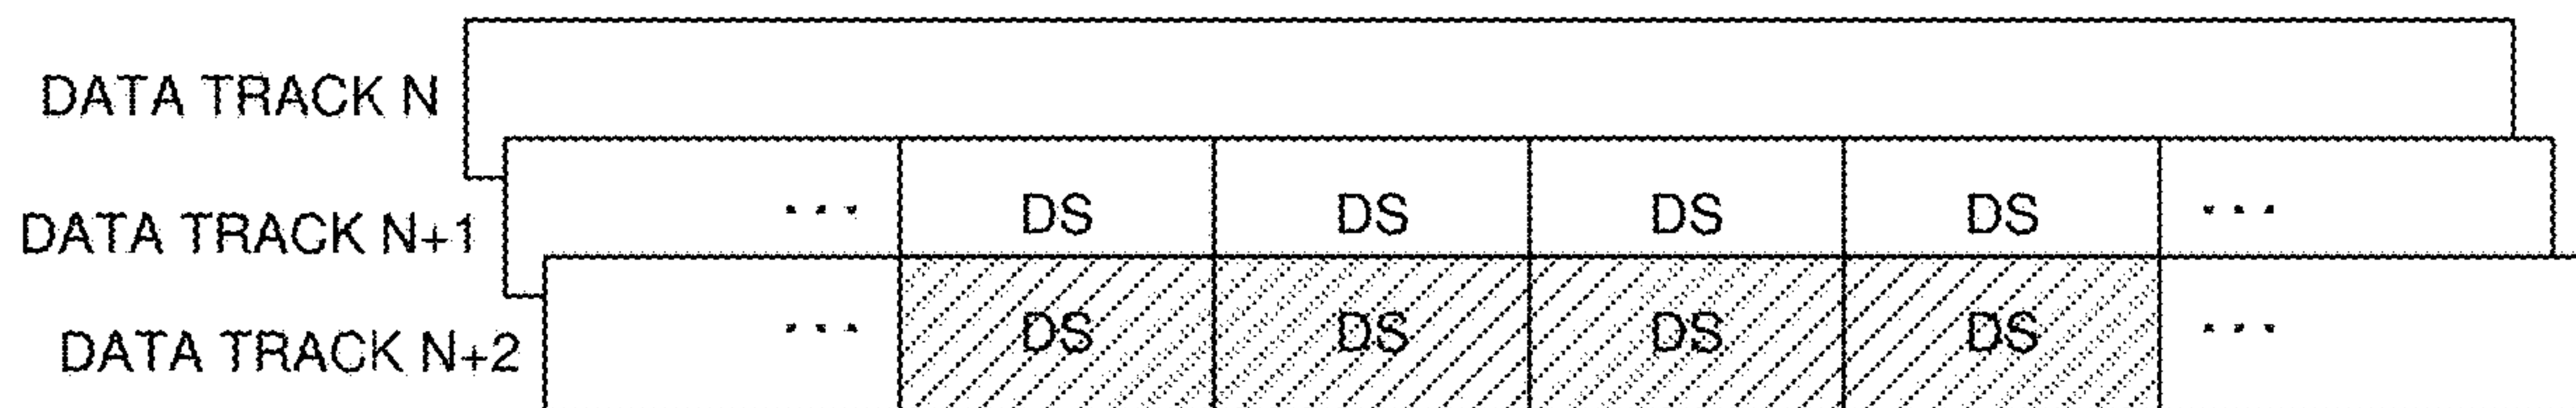 DATA TRACK N
DATA TRACK N+1 ... DS DS DS DS ...
DATA TRACK N+2 ... DS DS DS DS ...